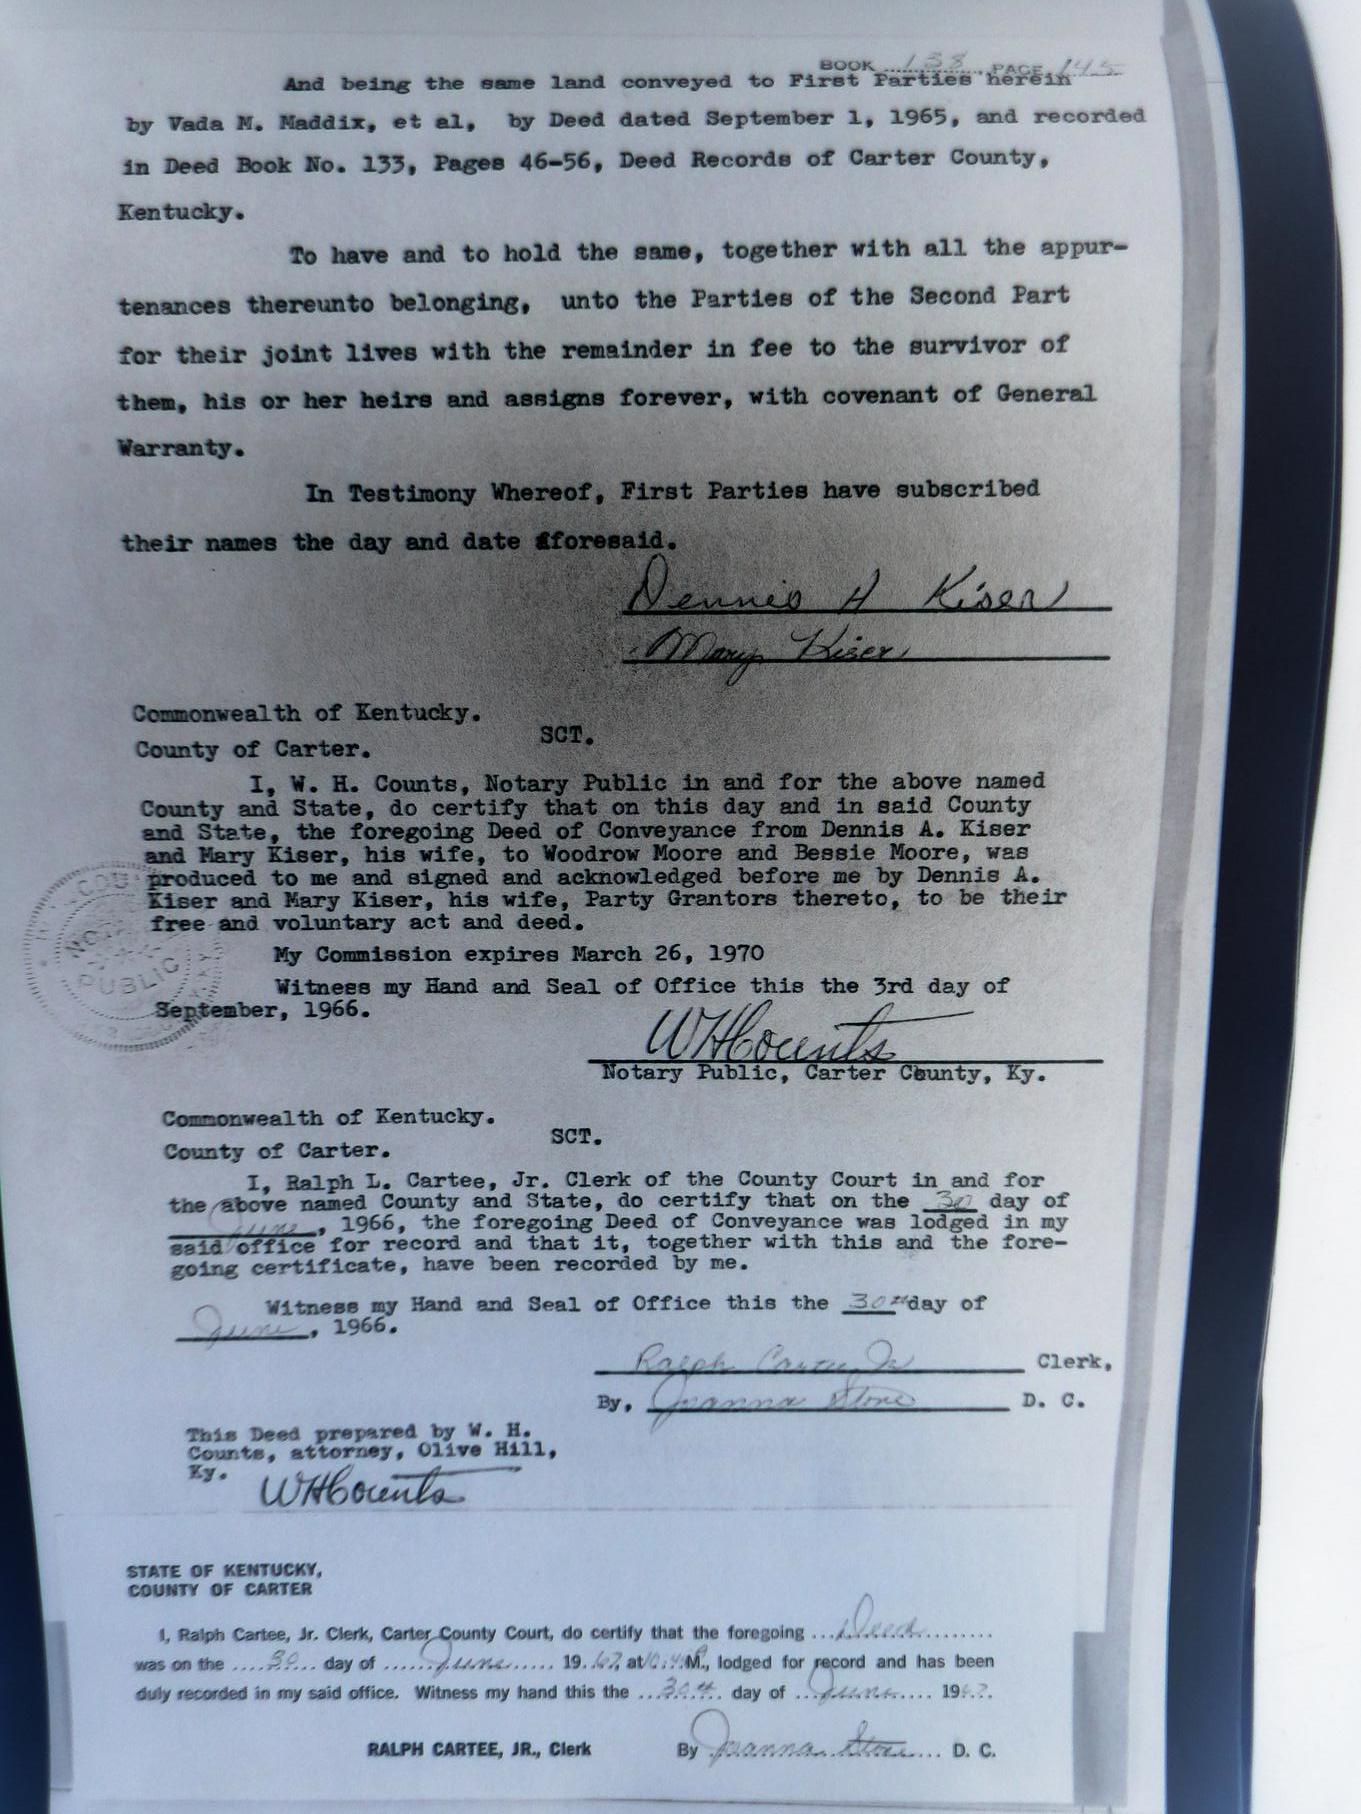 BOOK 138 PAGE 145
And being the same land conveyed to First Parties herein
by Vada M. Maddix, et al, by Deed dated September 1, 1965, and recorded
in Deed Book No. 133, Pages 46-56, Deed Records of Carter County,
Kentucky.
To have and to hold the same, together with all the appur-
tenances thereunto belonging, unto the Parties of the Second Part
for their joint lives with the remainder in fee to the survivor of
them, his or her heirs and assigns forever, with covenant of General
Warranty.
In Testimony Whereof, First Parties have subscribed
their names the day and date aforesaid.
Dennis A Kiser
Mary Kiser
Commonwealth of Kentucky.
SCT.
County of Carter.
I, W. H. Counts, Notary Public in and for the above named
County and State, do certify that on this day and in said County
and State, the foregoing Deed of Conveyance from Dennis A. Kiser
and Mary Kiser, his wife, to Woodrow Moore and Bessie Moore, was
produced to me and signed and acknowledged before me by Dennis A.
Kiser and Mary Kiser, his wife, Party Grantors thereto, to be their
free and voluntary act and deed.
My Commission expires March 26, 1970
Witness my Hand and Seal of Office this the 3rd day of
September, 1966.
PUBLIC
WHCounts
Notary Public, Carter County, Ky.
Commonwealth of Kentucky.
SCT.
County of Carter.
I, Ralph L. Cartee, Jr. Clerk of the County Court in and for
the above named County and State, do certify that on the 30 day of
June, 1966, the foregoing Deed of Conveyance was lodged in my
said office for record and that it, together with this and the fore-
going certificate, have been recorded by me.
Witness my Hand and Seal of Office this the 30th day of
June, 1966.
Ralph Cartee Jr Clerk,
By, Joanna Stone D. C.
This Deed prepared by W. H.
Counts, attorney, Olive Hill,
Ky. WHCounts
STATE OF KENTUCKY,
COUNTY OF CARTER
I, Ralph Cartee, Jr. Clerk, Carter County Court, do certify that the foregoing ...Deed...
was on the ....30... day of ......June...... 1967, at M., lodged for record and has been
duly recorded in my said office. Witness my hand this the ...30th... day of ...June.... 1967.
RALPH CARTEE, JR., Clerk By Joanna Stone... D. C.